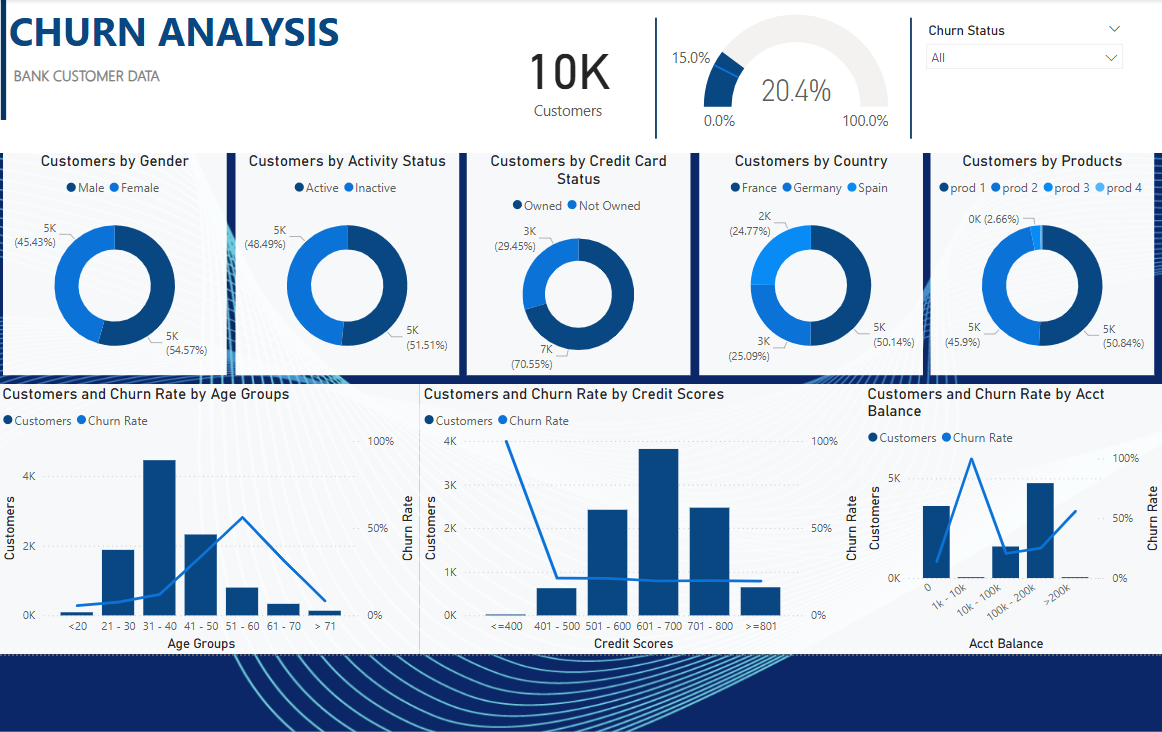 CHURN ANALYSIS
BANK CUSTOMER DATA
10K
Customers
15.0%
20.4%
0.0%
100.0%
Churn Status
All
Customers by Gender
Male Female
5K
(45.43%)
5K
(54.57%)
Customers by Activity Status
Active Inactive
5K
(48.49%)
5K
(51.51%)
Customers by Credit Card
Status
Owned Not Owned
3K
(29.45%)
7K
(70.55%)
Customers by Country
France Germany Spain
2K
(24.77%)
3K
(25.09%)
5K
(50.14%)
Customers by Products
prod 1 prod 2 prod 3 prod 4
0K (2.66%)
5K
(45.9%)
5K
(50.84%)
Customers and Churn Rate by Age Groups
Customers Churn Rate
Customers
4K
2K
0K
100%
50%
0%
Churn Rate
<20 21 - 30 31 - 40 41 - 50 51 - 60 61 - 70 > 71
Age Groups
Customers and Churn Rate by Credit Scores
Customers Churn Rate
Customers
4K
3K
2K
1K
0K
100%
50%
0%
Churn Rate
<=400 401 - 500 501 - 600 601 - 700 701 - 800 >=801
Credit Scores
Customers and Churn Rate by Acct
Balance
Customers Churn Rate
Customers
5K
0K
100%
50%
0%
Churn Rate
0 1k - 10k 10k - 100k 100k - 200k >200k
Acct Balance